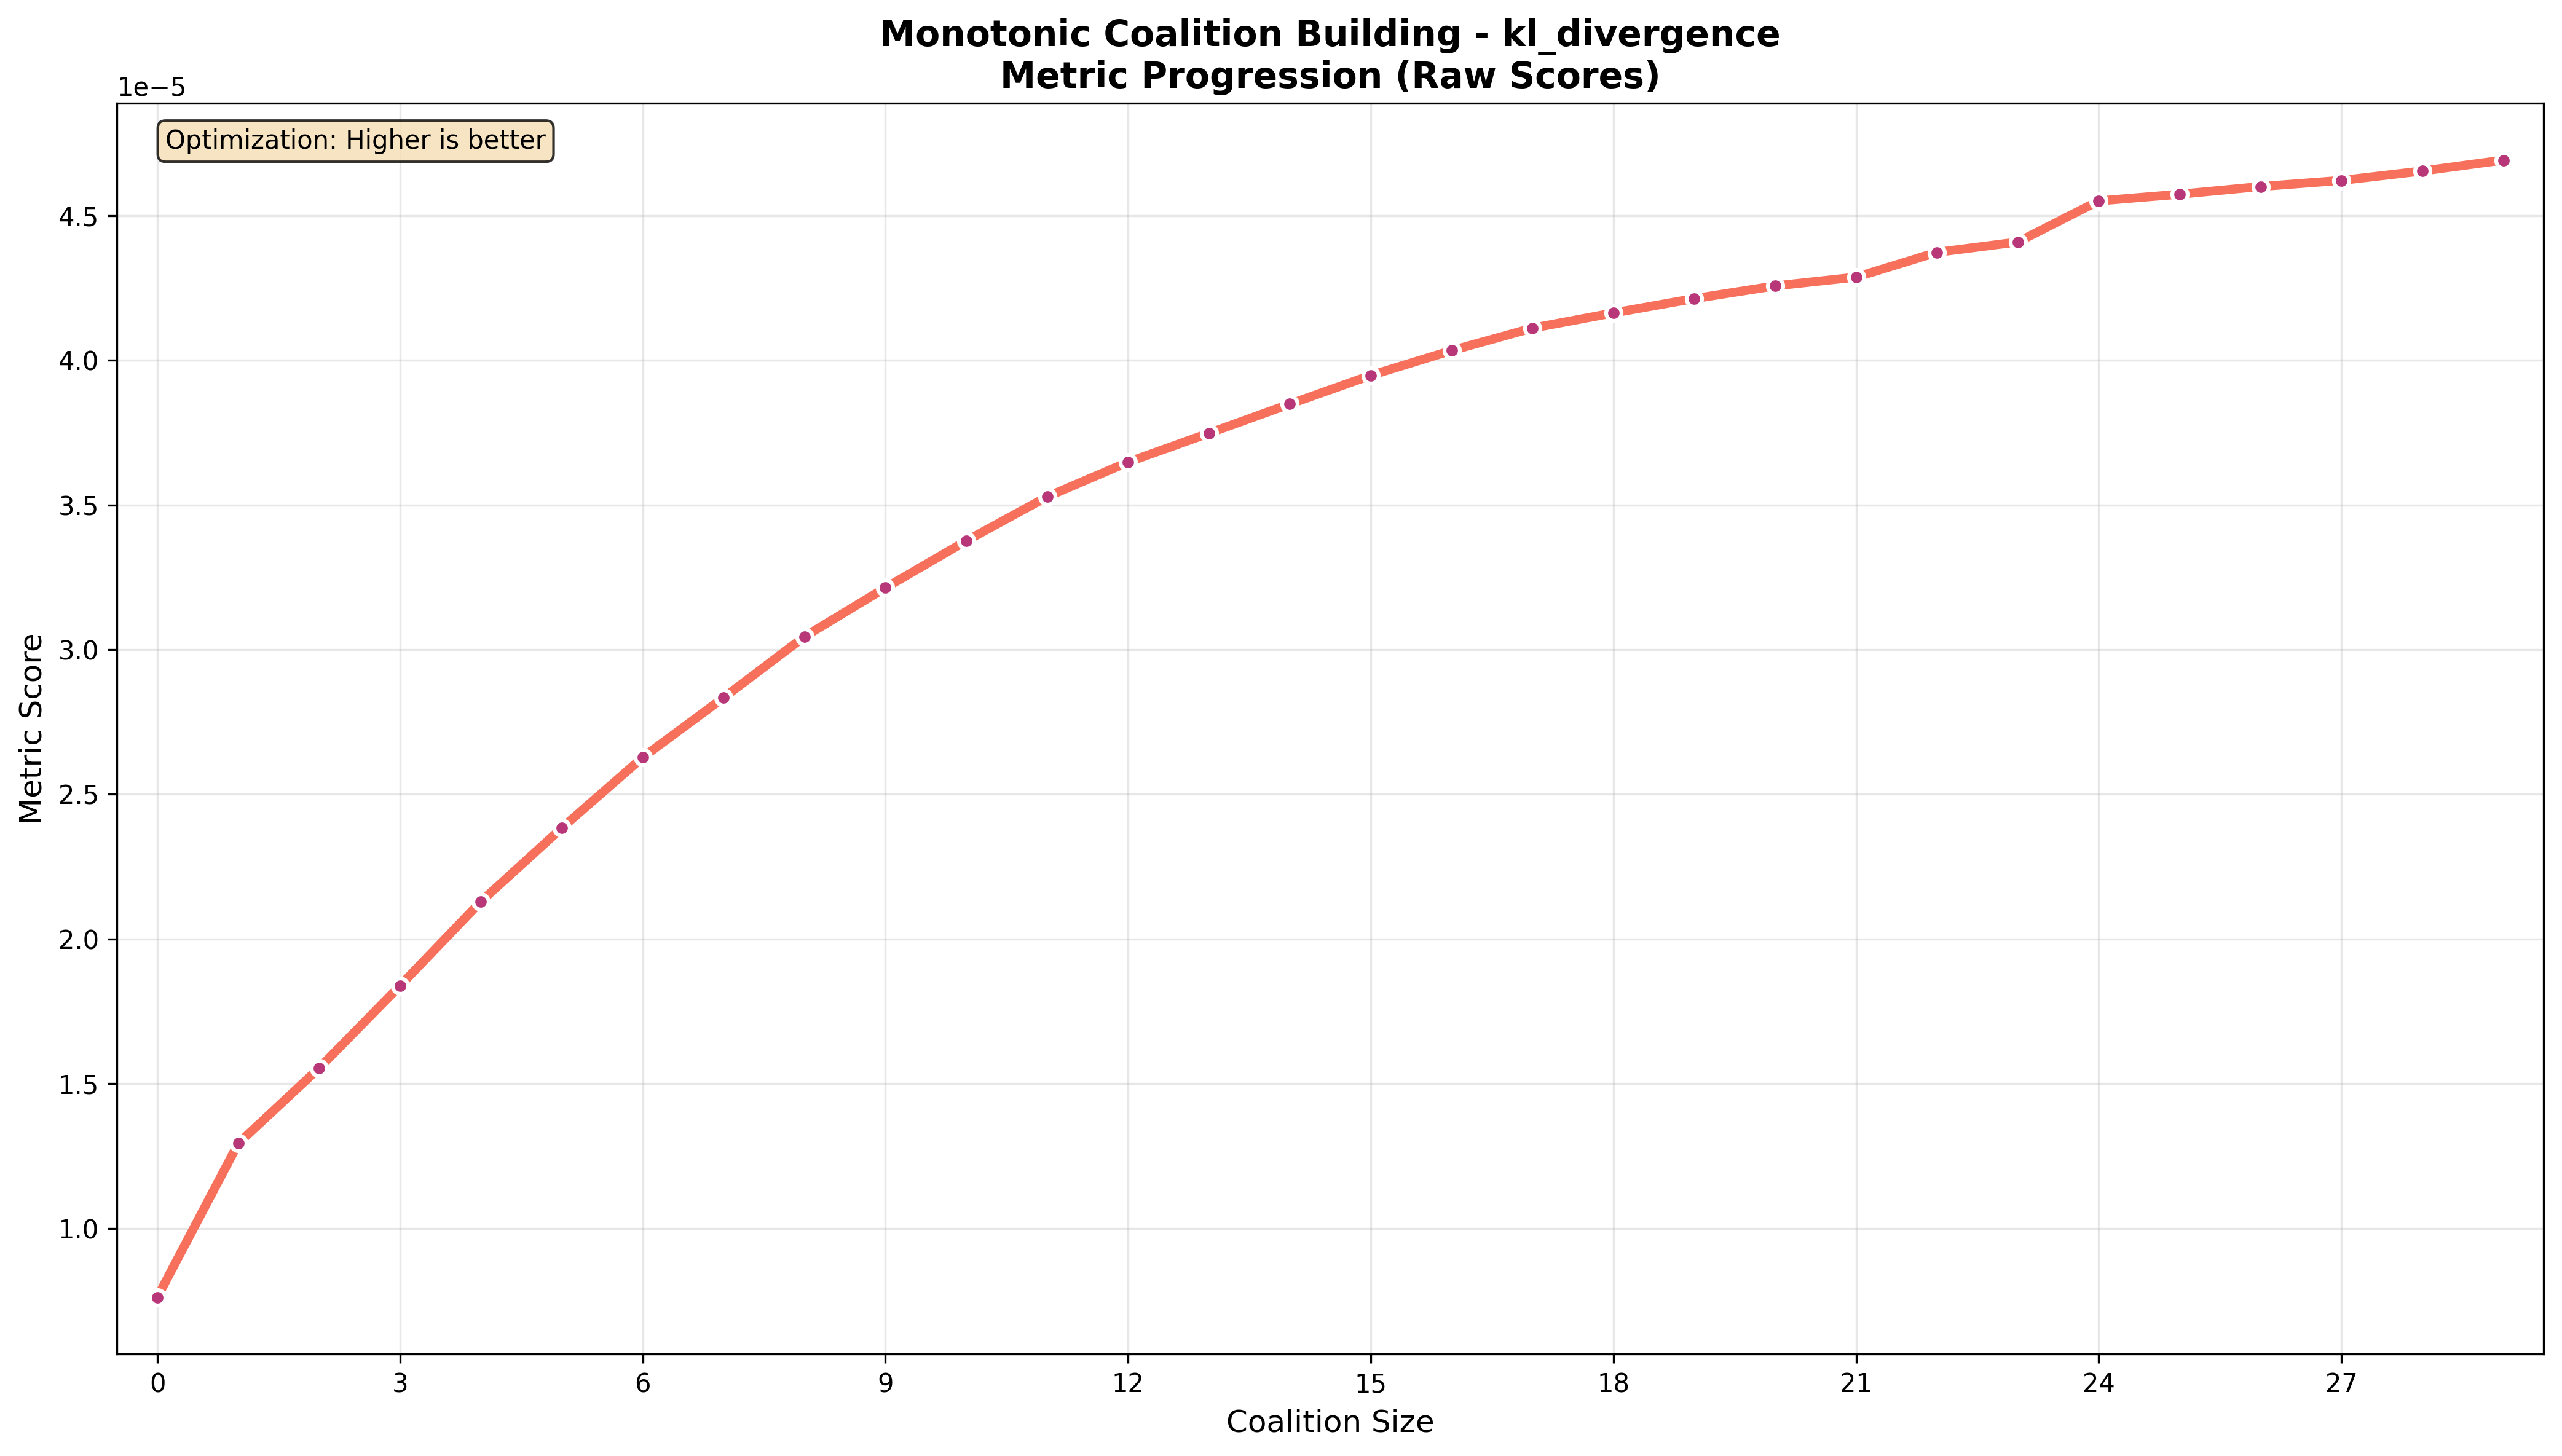 Monotonic Coalition Building - kl_divergence
Metric Progression (Raw Scores)
1e−5
Optimization: Higher is better
4.5
4.0
3.5
3.0
2.5
2.0
1.5
1.0
Metric Score
0 3 6 9 12 15 18 21 24 27
Coalition Size